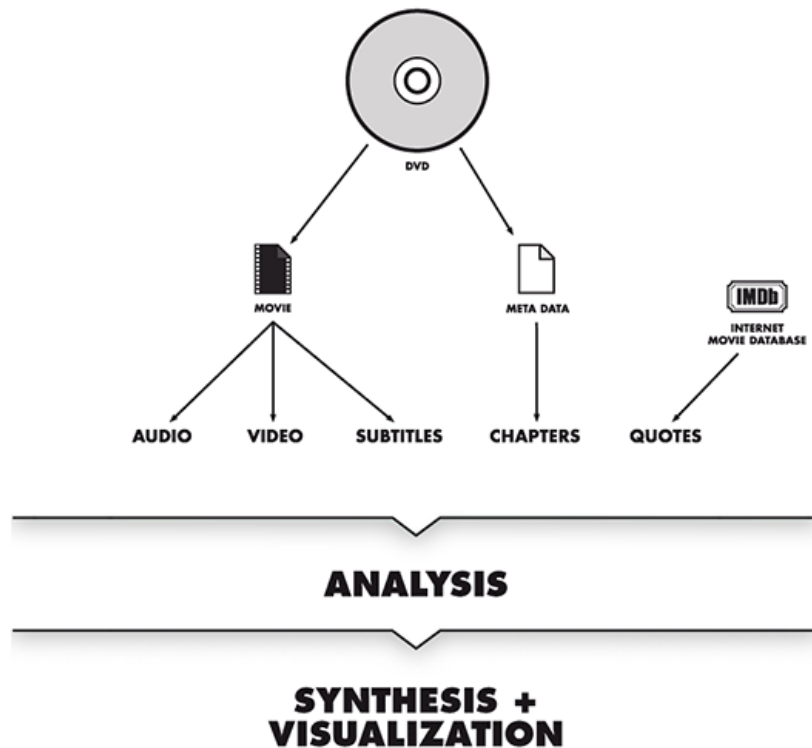 DVD
MOVIE
META DATA
IMDb
INTERNET
MOVIE DATABASE
AUDIO
VIDEO
SUBTITLES
CHAPTERS
QUOTES
ANALYSIS
SYNTHESIS +
VISUALIZATION